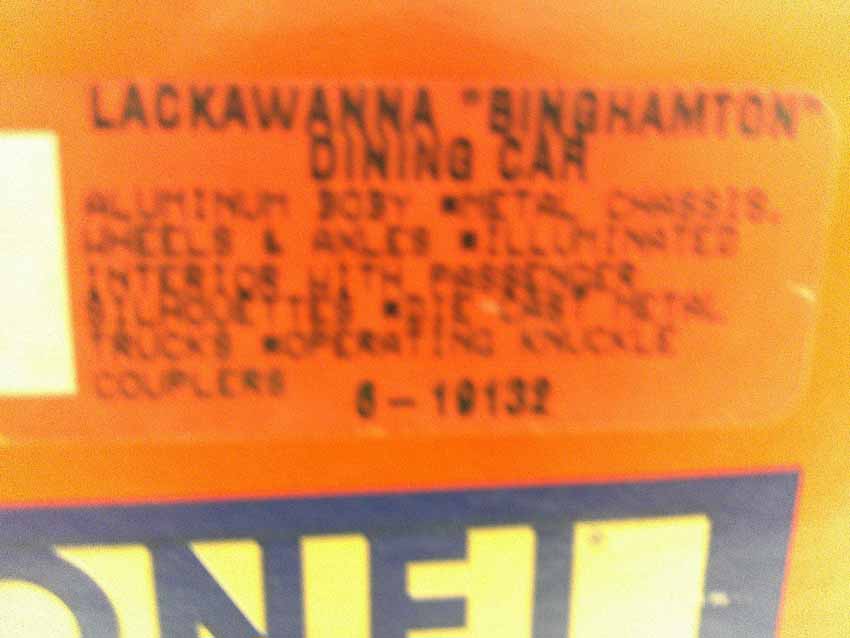 LACKAWANNA "BINGHAMTON"
DINING CAR
ALUMINUM BODY ▪METAL CHASSIS,
WHEELS & AXLES ▪ILLUMINATED
INTERIOR WITH PASSENGER
SILHOUETTES ▪DIE-CAST METAL
TRUCKS ▪OPERATING KNUCKLE
COUPLERS
6-19132
ONEL